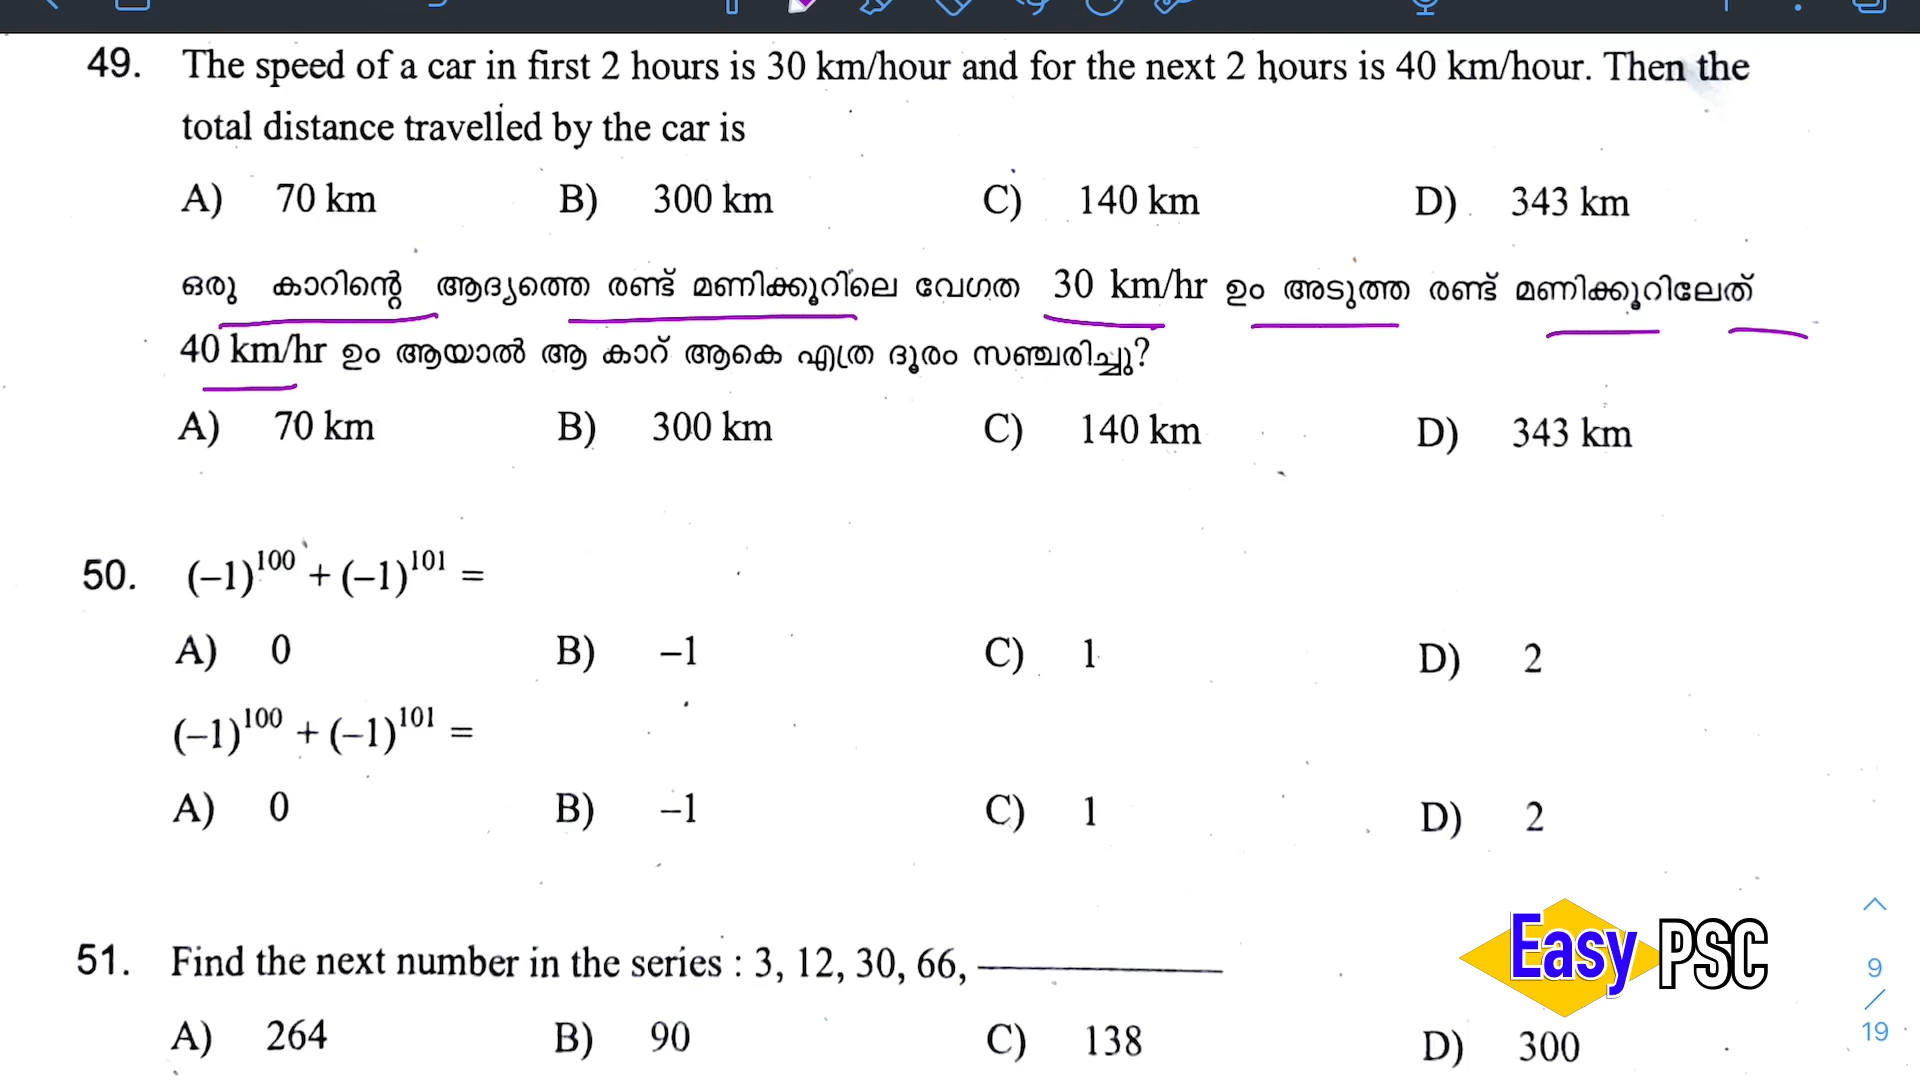 49. The speed of a car in first 2 hours is 30 km/hour and for the next 2 hours is 40 km/hour. Then the
total distance travelled by the car is
A) 70 km B) 300 km C) 140 km D) 343 km
ഒരു കാറിന്റെ ആദ്യത്തെ രണ്ട് മണിക്കൂറിലെ വേഗത 30 km/hr ഉം അടുത്ത രണ്ട് മണിക്കൂറിലേത്
40 km/hr ഉം ആയാൽ ആ കാറ് ആകെ എത്ര ദൂരം സഞ്ചരിച്ചു?
A) 70 km B) 300 km C) 140 km D) 343 km
50. (–1)^100 + (–1)^101 =
A) 0 B) –1 C) 1 D) 2
(–1)^100 + (–1)^101 =
A) 0 B) –1 C) 1 D) 2
51. Find the next number in the series : 3, 12, 30, 66, ————
A) 264 B) 90 C) 138 D) 300
Easy PSC
9
/
19